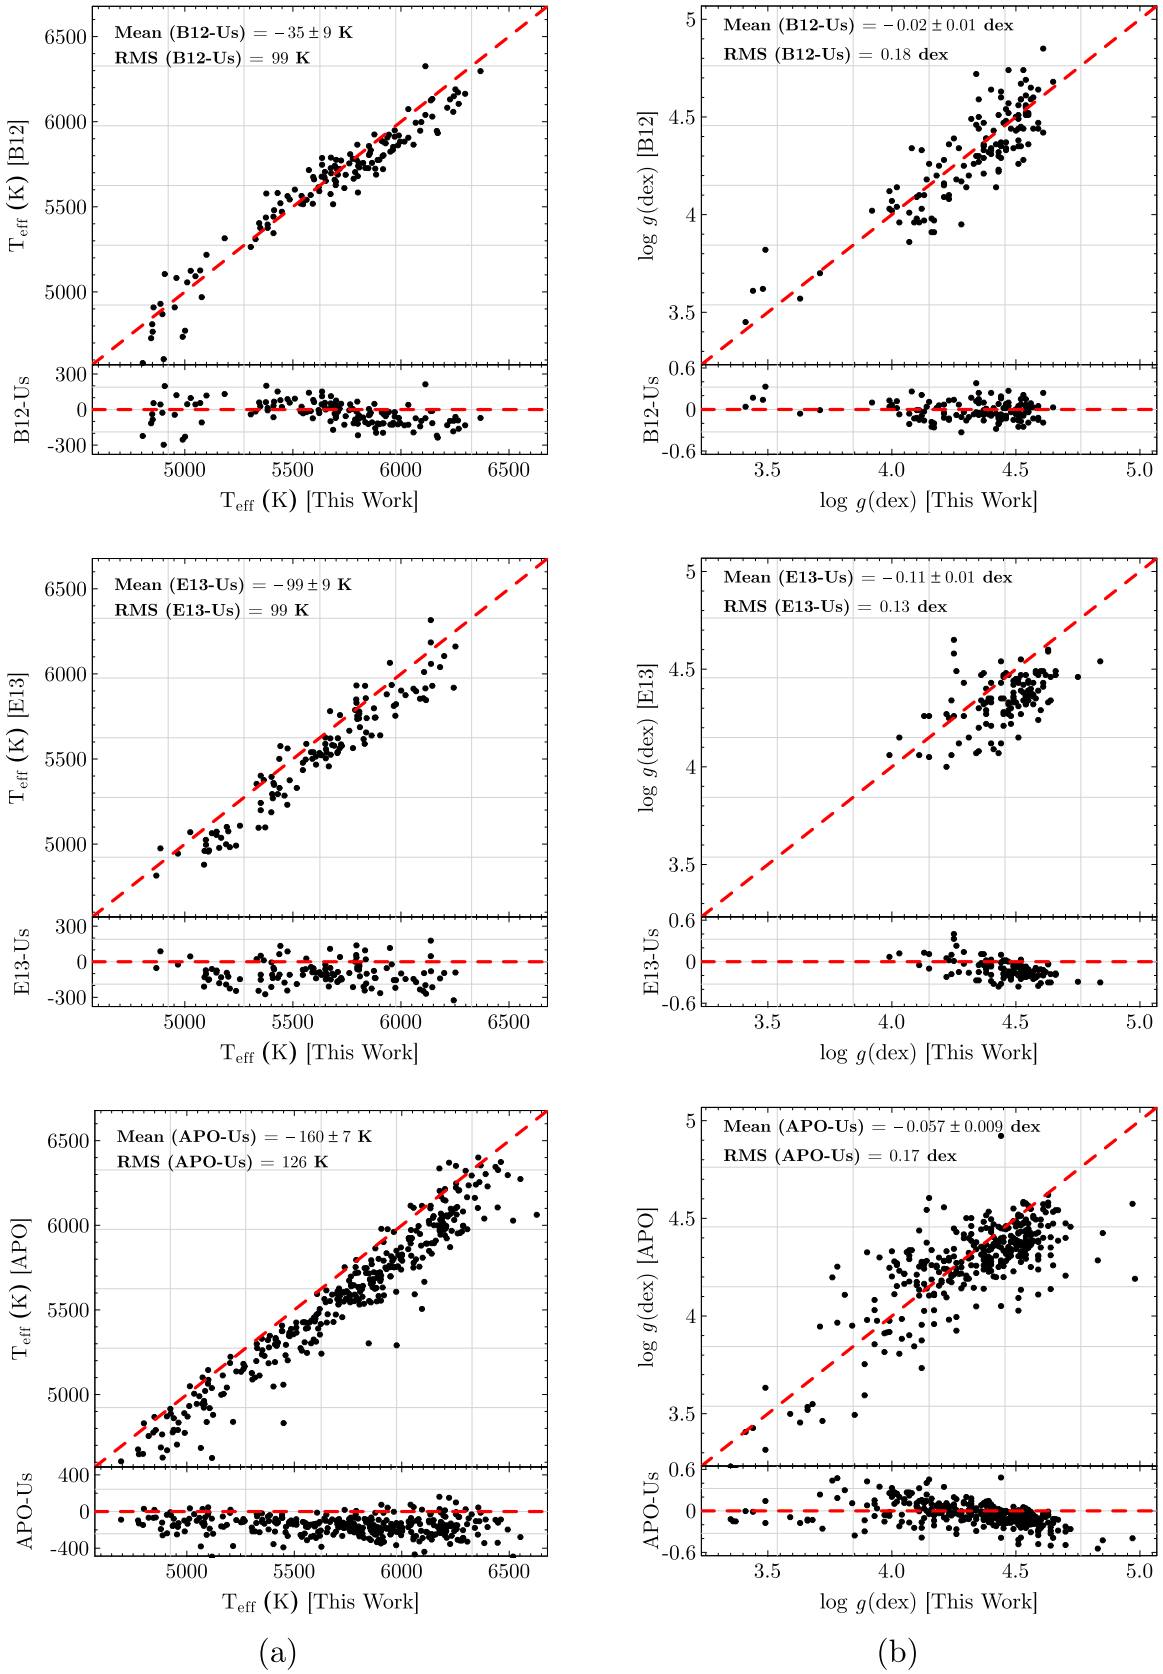 Mean (B12-Us) = −35 ± 9 K
RMS (B12-Us) = 99 K
6500
6000
5500
5000
T_eff (K) [B12]
300
0
-300
B12-Us
5000 5500 6000 6500
T_eff (K) [This Work]
Mean (B12-Us) = −0.02 ± 0.01 dex
RMS (B12-Us) = 0.18 dex
5
4.5
4
3.5
log g(dex) [B12]
0.6
0
-0.6
B12-Us
3.5 4.0 4.5 5.0
log g(dex) [This Work]
Mean (E13-Us) = −99 ± 9 K
RMS (E13-Us) = 99 K
6500
6000
5500
5000
T_eff (K) [E13]
300
0
-300
E13-Us
5000 5500 6000 6500
T_eff (K) [This Work]
Mean (E13-Us) = −0.11 ± 0.01 dex
RMS (E13-Us) = 0.13 dex
5
4.5
4
3.5
log g(dex) [E13]
0.6
0
-0.6
E13-Us
3.5 4.0 4.5 5.0
log g(dex) [This Work]
Mean (APO-Us) = −160 ± 7 K
RMS (APO-Us) = 126 K
6500
6000
5500
5000
T_eff (K) [APO]
400
0
-400
APO-Us
5000 5500 6000 6500
T_eff (K) [This Work]
(a)
Mean (APO-Us) = −0.057 ± 0.009 dex
RMS (APO-Us) = 0.17 dex
5
4.5
4
3.5
log g(dex) [APO]
0.6
0
-0.6
APO-Us
3.5 4.0 4.5 5.0
log g(dex) [This Work]
(b)